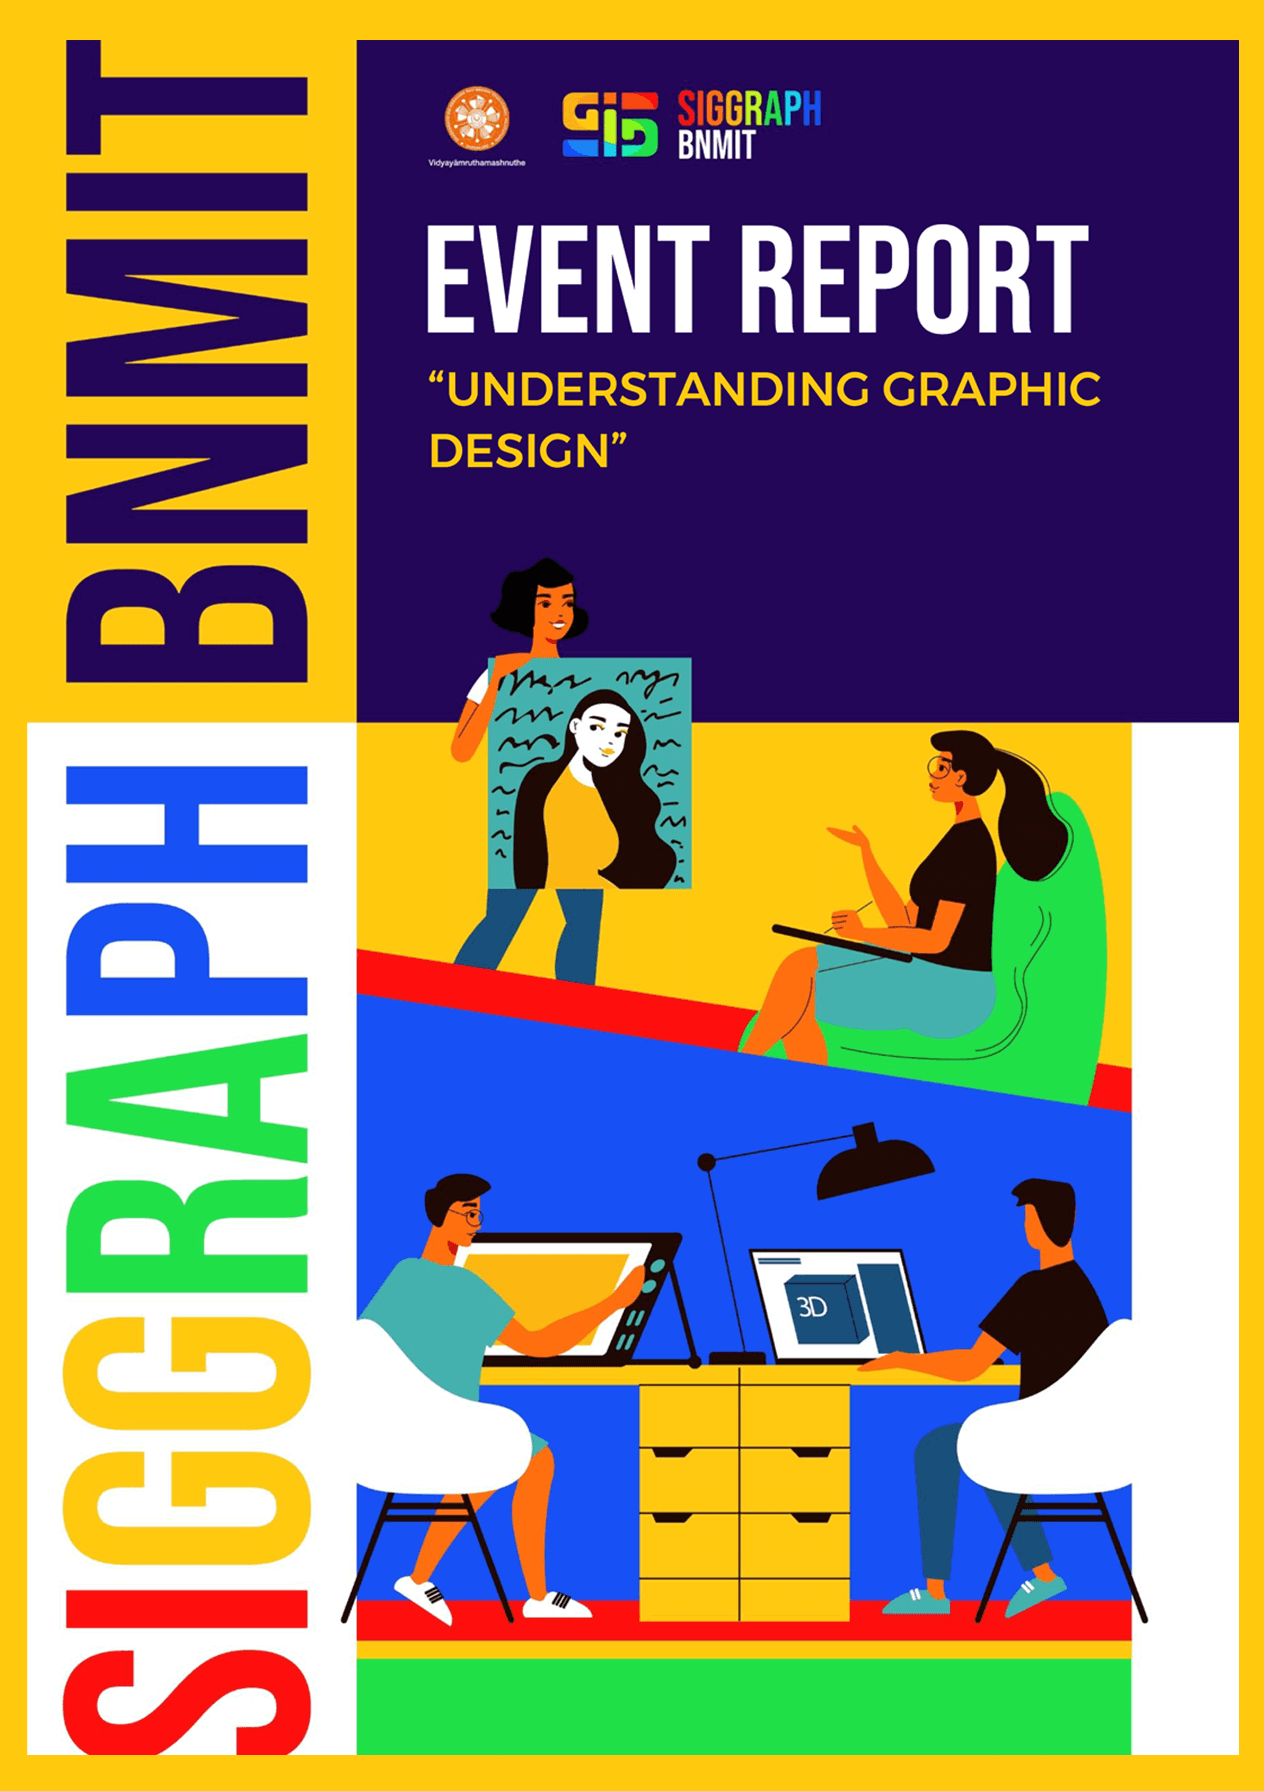 Vidyayāmruthamashnuthe
SIGGRAPH
BNMIT
EVENT REPORT
“UNDERSTANDING GRAPHIC
DESIGN”
SIGGRAPH BNMIT
3D